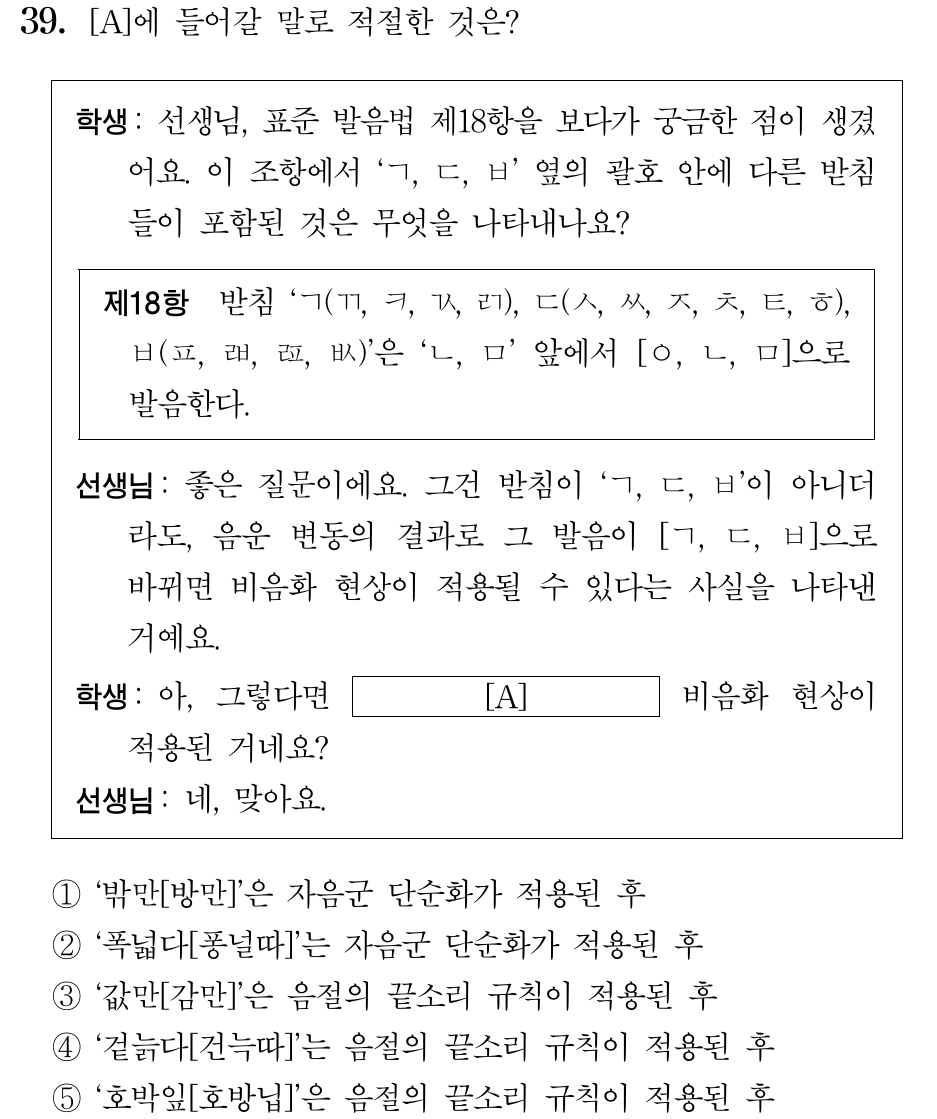 39. [A]에 들어갈 말로 적절한 것은?
학생 : 선생님, 표준 발음법 제18항을 보다가 궁금한 점이 생겼
어요. 이 조항에서 ‘ㄱ, ㄷ, ㅂ’ 옆의 괄호 안에 다른 받침
들이 포함된 것은 무엇을 나타내나요?
제18항 받침 ‘ㄱ(ㄲ, ㅋ, ㄳ, ㄺ), ㄷ(ㅅ, ㅆ, ㅈ, ㅊ, ㅌ, ㅎ),
ㅂ(ㅍ, ㄼ, ㄿ, ㅄ)’은 ‘ㄴ, ㅁ’ 앞에서 [ㅇ, ㄴ, ㅁ]으로
발음한다.
선생님 : 좋은 질문이에요. 그건 받침이 ‘ㄱ, ㄷ, ㅂ’이 아니더
라도, 음운 변동의 결과로 그 발음이 [ㄱ, ㄷ, ㅂ]으로
바뀌면 비음화 현상이 적용될 수 있다는 사실을 나타낸
거예요.
학생 : 아, 그렇다면 [A] 비음화 현상이
적용된 거네요?
선생님 : 네, 맞아요.
① ‘밖만[방만]’은 자음군 단순화가 적용된 후
② ‘폭넓다[퐁널따]’는 자음군 단순화가 적용된 후
③ ‘값만[감만]’은 음절의 끝소리 규칙이 적용된 후
④ ‘겉늙다[건늑따]’는 음절의 끝소리 규칙이 적용된 후
⑤ ‘호박잎[호방닙]’은 음절의 끝소리 규칙이 적용된 후